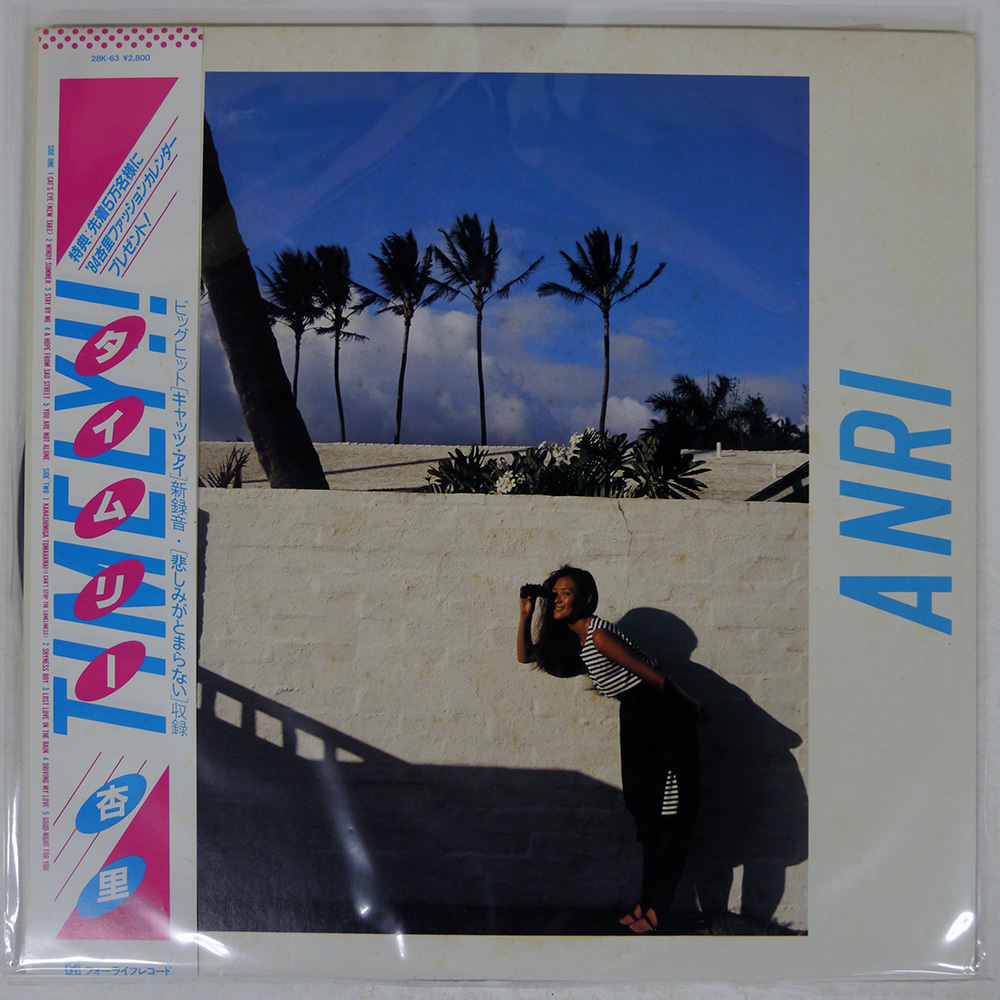 28K-63 ¥2,800
特典:先着5万名様に
'84杏里ファッションカレンダー
プレゼント!
SIDE ONE 1 CAT'S EYE (NEW TAKE) 2 WINDY SUMMER 3 STAY BY ME 4 A HOPE FROM SAD STREET 5 YOU ARE NOT ALONE SIDE TWO 1 KANASHIMIGA TOMARANAI <I CAN'T STOP THE LONELINESS> 2 SHYNESS BOY 3 LOST LOVE IN THE RAIN 4 DRIVING MY LOVE 5 GOOD-NIGHT FOR YOU
TIMELY!!
タイムリー
ビッグヒット[キャッツ・アイ]新録音・[悲しみがとまらない]収録
杏里
フォーライフレコード
ANRI